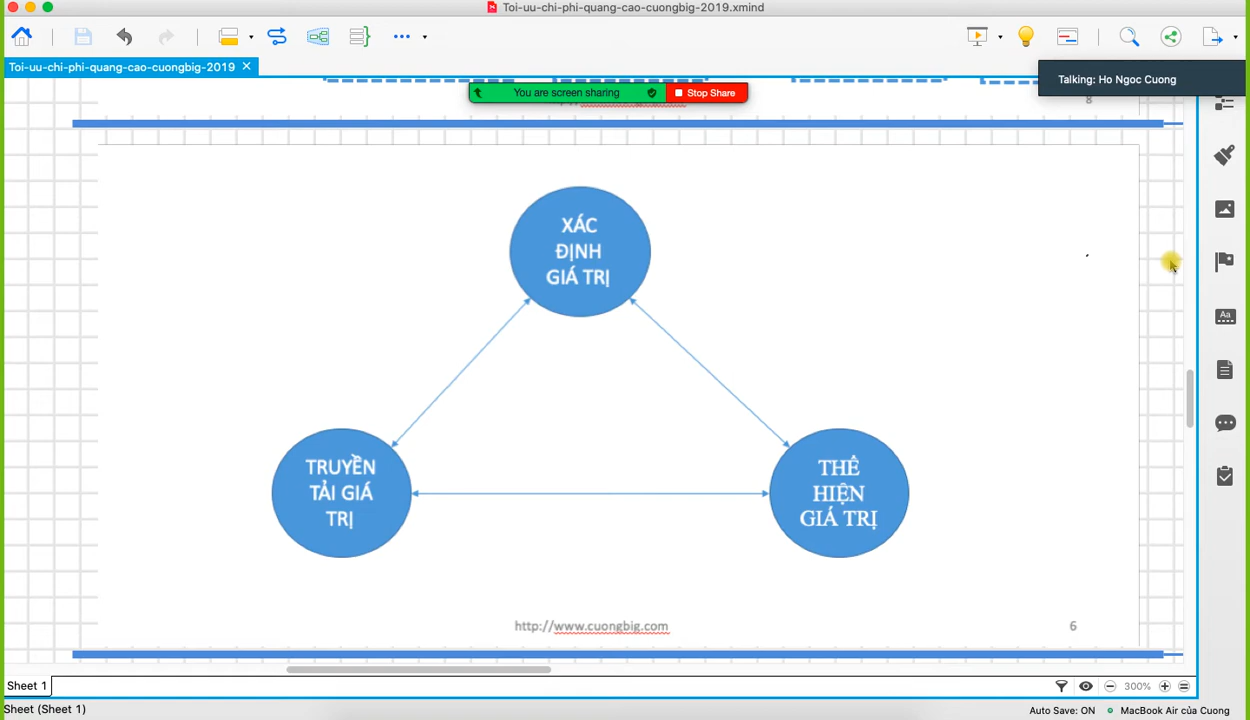 Toi-uu-chi-phi-quang-cao-cuongbig-2019.xmind
Toi-uu-chi-phi-quang-cao-cuongbig-2019
Talking: Ho Ngoc Cuong
You are screen sharing
Stop Share
8
XÁC
ĐỊNH
GIÁ TRỊ
TRUYỀN
TẢI GIÁ
TRỊ
THÊ
HIỆN
GIÁ TRỊ
http://www.cuongbig.com
6
Aa
Sheet 1
300%
Sheet (Sheet 1)
Auto Save: ON
MacBook Air của Cuong